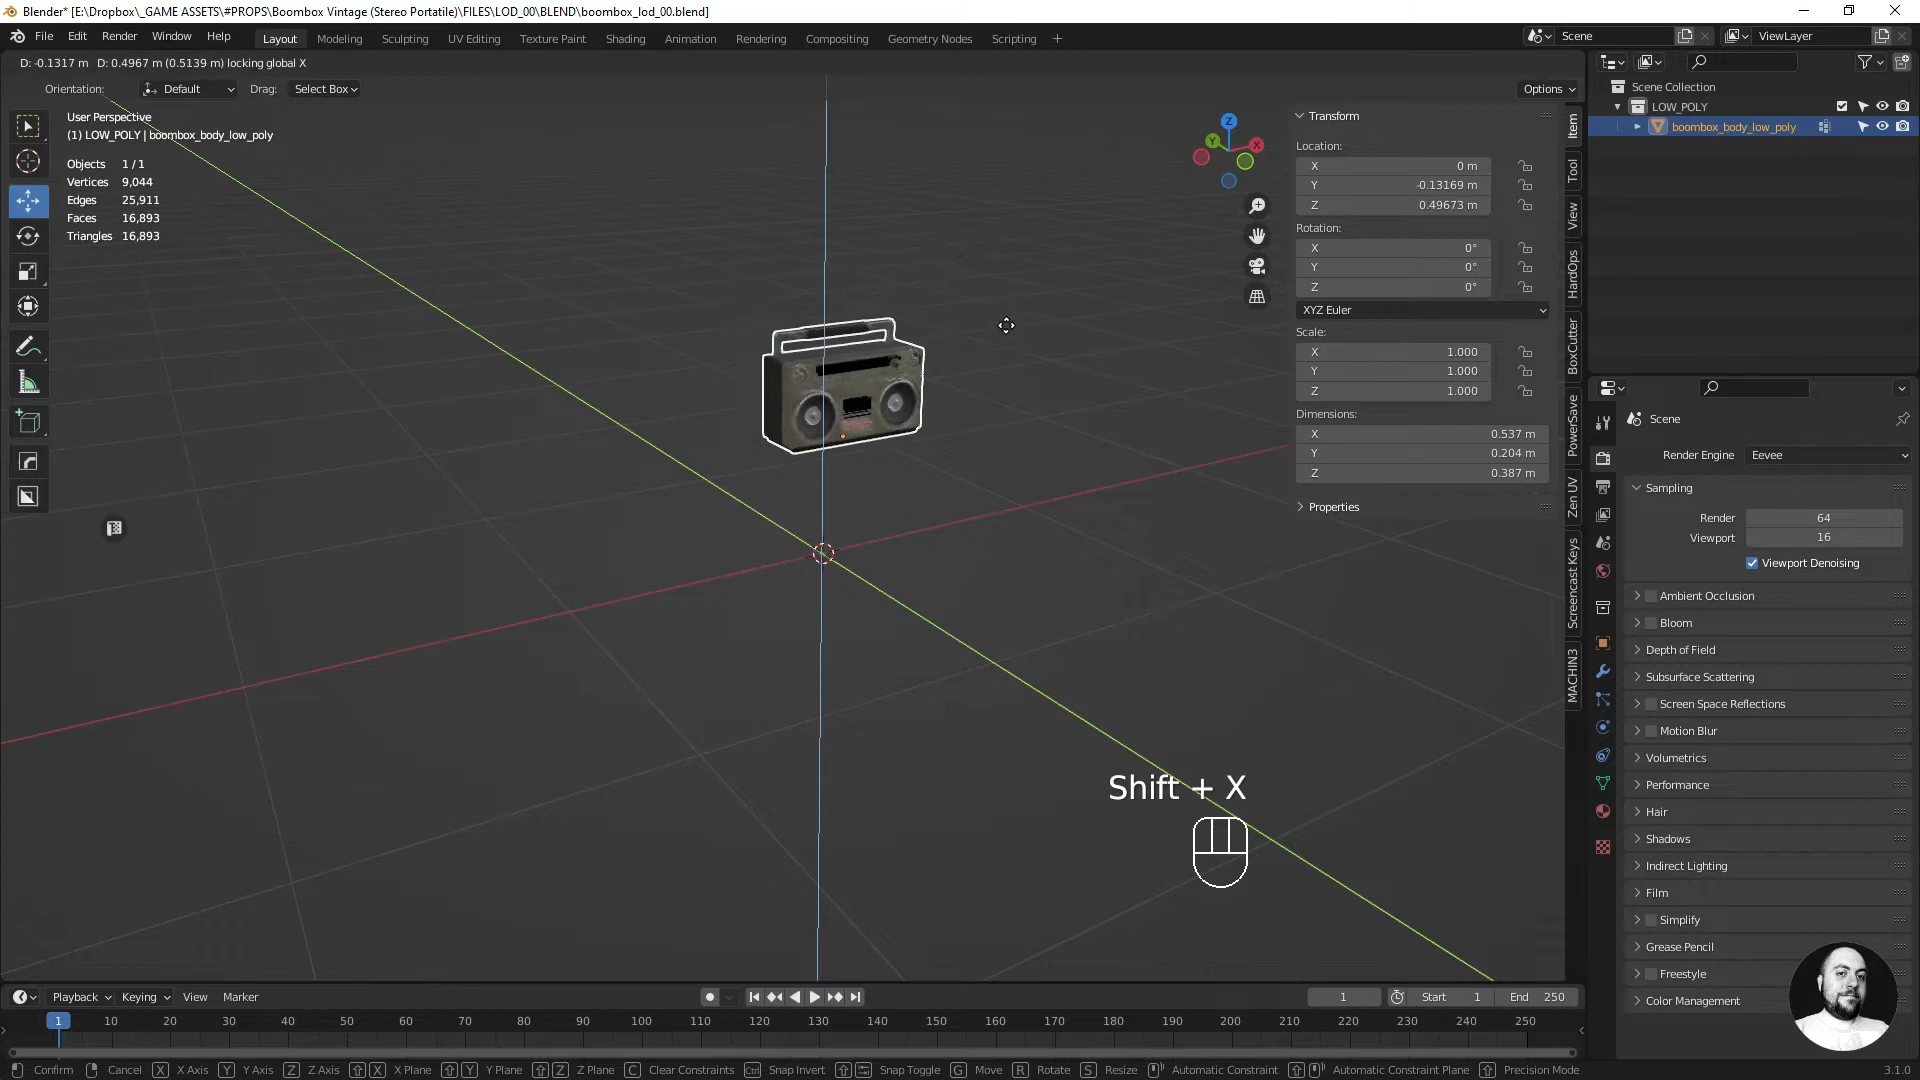 Blender* [E:\Dropbox\_GAME ASSETS\#PROPS\Boombox Vintage (Stereo Portatile)\FILES\LOD_00\BLEND\boombox_lod_00.blend]
File Edit Render Window Help Layout Modeling Sculpting UV Editing Texture Paint Shading Animation Rendering Compositing Geometry Nodes Scripting + Scene ViewLayer
D: -0.1317 m D: 0.4967 m (0.5139 m) locking global X
Orientation: Default Drag: Select Box Options
User Perspective
(1) LOW_POLY | boombox_body_low_poly
Objects 1 / 1
Vertices 9,044
Edges 25,911
Faces 16,893
Triangles 16,893
Z
Y
X
Transform
Location:
X 0 m
Y -0.13169 m
Z 0.49673 m
Rotation:
X 0°
Y 0°
Z 0°
XYZ Euler
Scale:
X 1.000
Y 1.000
Z 1.000
Dimensions:
X 0.537 m
Y 0.204 m
Z 0.387 m
Properties
Item
Tool
View
HardOps
BoxCutter
PowerSave
Zen UV
Screencast Keys
MACHIN3
Scene Collection
LOW_POLY
boombox_body_low_poly
Scene
Render Engine Eevee
Sampling
Render 64
Viewport 16
Viewport Denoising
Ambient Occlusion
Bloom
Depth of Field
Subsurface Scattering
Screen Space Reflections
Motion Blur
Volumetrics
Performance
Hair
Shadows
Indirect Lighting
Film
Simplify
Grease Pencil
Freestyle
Color Management
Shift + X
Playback Keying View Marker 1 Start 1 End 250
1 10 20 30 40 50 60 70 80 90 100 110 120 130 140 150 160 170 180 190 200 210 220 230 240 250
Confirm Cancel X X Axis Y Y Axis Z Z Axis X X Plane Y Y Plane Z Z Plane C Clear Constraints Ctrl Snap Invert Snap Toggle G Move R Rotate S Resize Automatic Constraint Automatic Constraint Plane Precision Mode 3.1.0